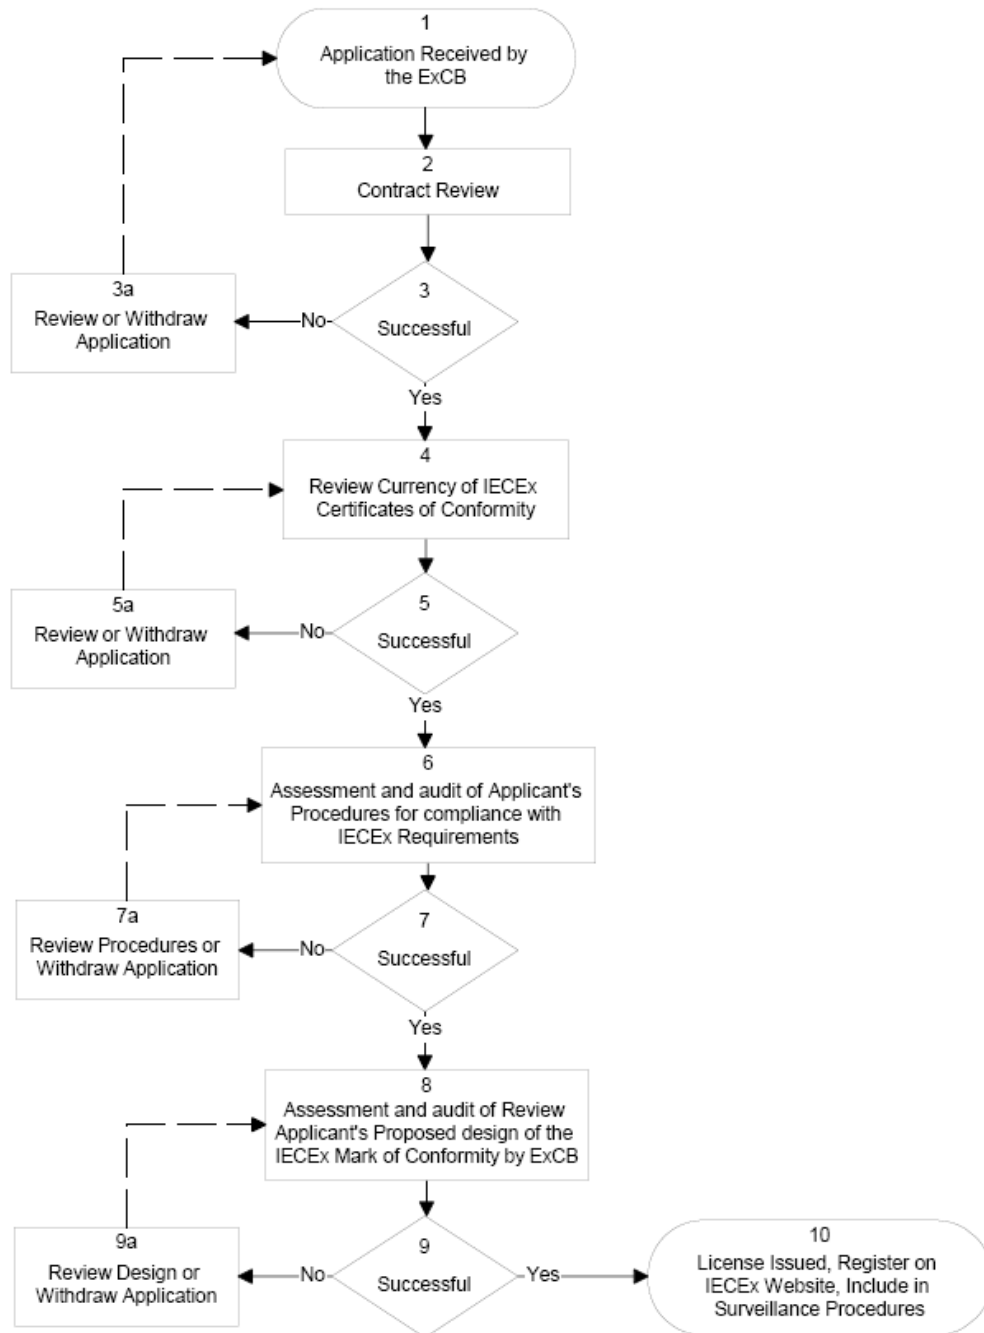 1
Application Received by
the ExCB
2
Contract Review
3
Successful
No
3a
Review or Withdraw
Application
Yes
4
Review Currency of IECEx
Certificates of Conformity
5
Successful
No
5a
Review or Withdraw
Application
Yes
6
Assessment and audit of Applicant's
Procedures for compliance with
IECEx Requirements
7
Successful
No
7a
Review Procedures or
Withdraw Application
Yes
8
Assessment and audit of Review
Applicant's Proposed design of the
IECEx Mark of Conformity by ExCB
9
Successful
No
9a
Review Design or
Withdraw Application
Yes
10
License Issued, Register on
IECEx Website, Include in
Surveillance Procedures